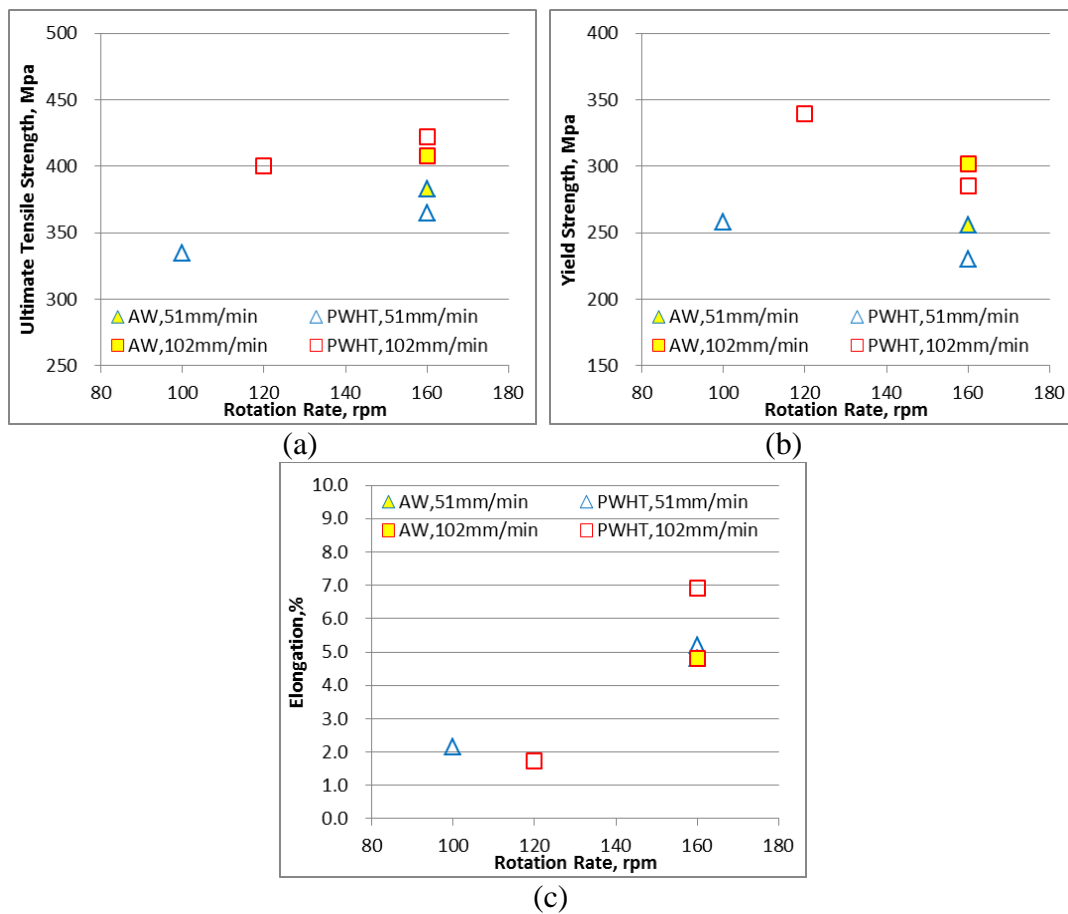 500
450
400
350
300
250
Ultimate Tensile Strength, Mpa
AW,51mm/min PWHT,51mm/min
AW,102mm/min PWHT,102mm/min
80 100 120 140 160 180
Rotation Rate, rpm
(a)
400
350
300
250
200
150
Yield Strength, Mpa
AW,51mm/min PWHT,51mm/min
AW,102mm/min PWHT,102mm/min
80 100 120 140 160 180
Rotation Rate, rpm
(b)
10.0
9.0
8.0
7.0
6.0
5.0
4.0
3.0
2.0
1.0
0.0
Elongation,%
AW,51mm/min PWHT,51mm/min
AW,102mm/min PWHT,102mm/min
80 100 120 140 160 180
Rotation Rate, rpm
(c)